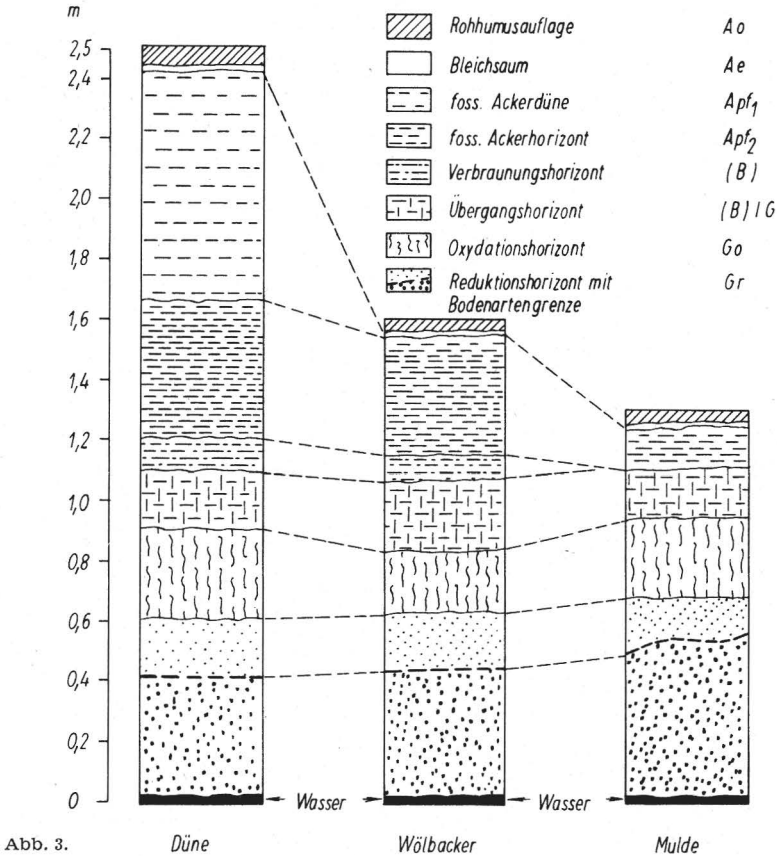 m
2,5
2,4
2,2
2,0
1,8
1,6
1,4
1,2
1,0
0,8
0,6
0,4
0,2
0
Rohhumusauflage Ao
Bleichsaum Ae
foss. Ackerdüne Apf1
foss. Ackerhorizont Apf2
Verbraunungshorizont (B)
Übergangshorizont (B)/G
Oxydationshorizont Go
Reduktionshorizont mit Gr
Bodenartengrenze
Wasser Wasser
Abb. 3. Düne Wölbacker Mulde